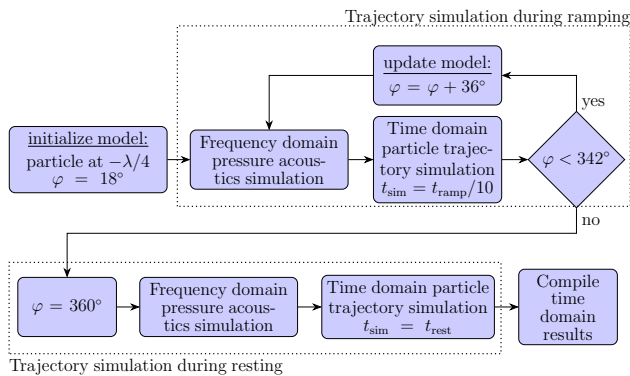 Trajectory simulation during ramping
update model:
φ = φ + 36°
yes
initialize model:
particle at −λ/4
φ = 18°
Frequency domain
pressure acous-
tics simulation
Time domain
particle trajec-
tory simulation
t_sim = t_ramp/10
φ < 342°
no
φ = 360°
Frequency domain
pressure acous-
tics simulation
Time domain particle
trajectory simulation
t_sim = t_rest
Compile
time
domain
results
Trajectory simulation during resting